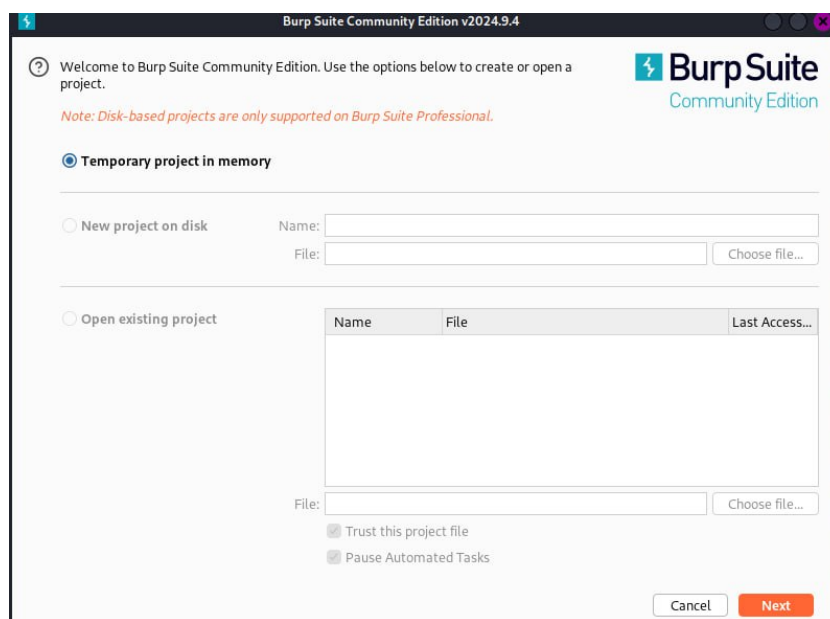 Burp Suite Community Edition v2024.9.4
Welcome to Burp Suite Community Edition. Use the options below to create or open a
project.
Note: Disk-based projects are only supported on Burp Suite Professional.
Burp Suite
Community Edition
Temporary project in memory
New project on disk
Name:
File:
Choose file...
Open existing project
Name File Last Access...
File:
Choose file...
Trust this project file
Pause Automated Tasks
Cancel Next